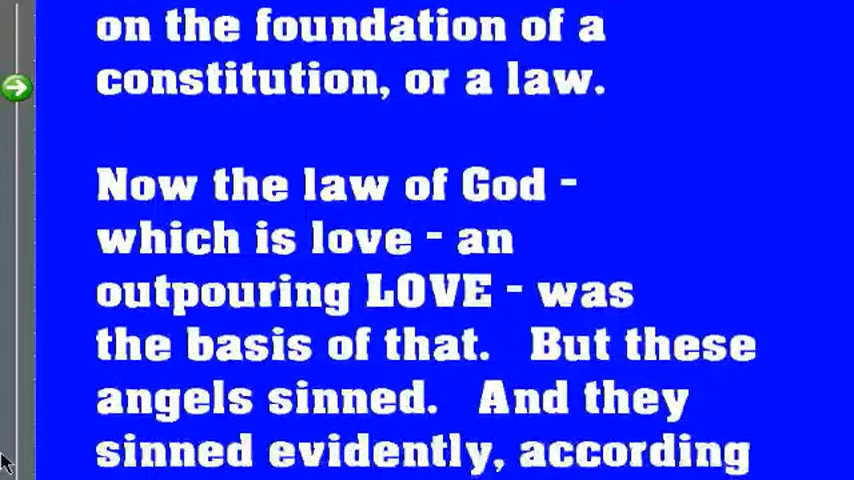 on the foundation of a
constitution, or a law.
Now the law of God -
which is love - an
outpouring LOVE - was
the basis of that.   But these
angels sinned.   And they
sinned evidently, according